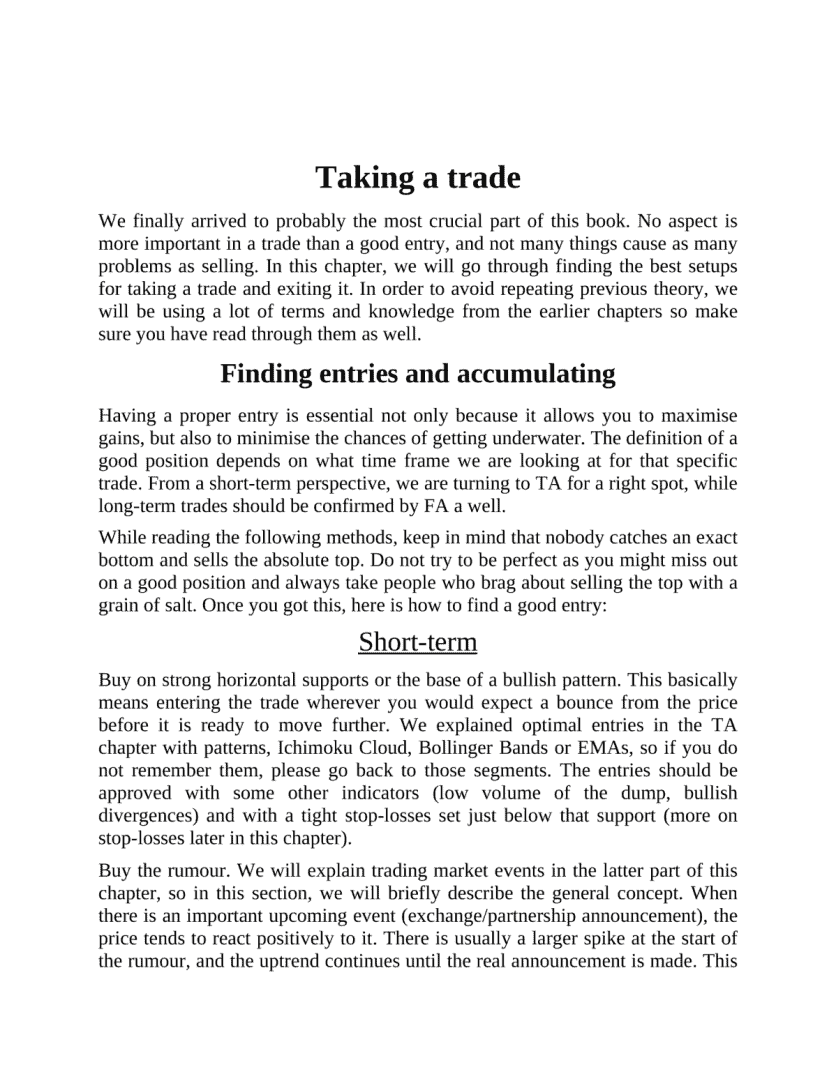 Taking a trade
We finally arrived to probably the most crucial part of this book. No aspect is
more important in a trade than a good entry, and not many things cause as many
problems as selling. In this chapter, we will go through finding the best setups
for taking a trade and exiting it. In order to avoid repeating previous theory, we
will be using a lot of terms and knowledge from the earlier chapters so make
sure you have read through them as well.
Finding entries and accumulating
Having a proper entry is essential not only because it allows you to maximise
gains, but also to minimise the chances of getting underwater. The definition of a
good position depends on what time frame we are looking at for that specific
trade. From a short-term perspective, we are turning to TA for a right spot, while
long-term trades should be confirmed by FA a well.
While reading the following methods, keep in mind that nobody catches an exact
bottom and sells the absolute top. Do not try to be perfect as you might miss out
on a good position and always take people who brag about selling the top with a
grain of salt. Once you got this, here is how to find a good entry:
Short-term
Buy on strong horizontal supports or the base of a bullish pattern. This basically
means entering the trade wherever you would expect a bounce from the price
before it is ready to move further. We explained optimal entries in the TA
chapter with patterns, Ichimoku Cloud, Bollinger Bands or EMAs, so if you do
not remember them, please go back to those segments. The entries should be
approved with some other indicators (low volume of the dump, bullish
divergences) and with a tight stop-losses set just below that support (more on
stop-losses later in this chapter).
Buy the rumour. We will explain trading market events in the latter part of this
chapter, so in this section, we will briefly describe the general concept. When
there is an important upcoming event (exchange/partnership announcement), the
price tends to react positively to it. There is usually a larger spike at the start of
the rumour, and the uptrend continues until the real announcement is made. This